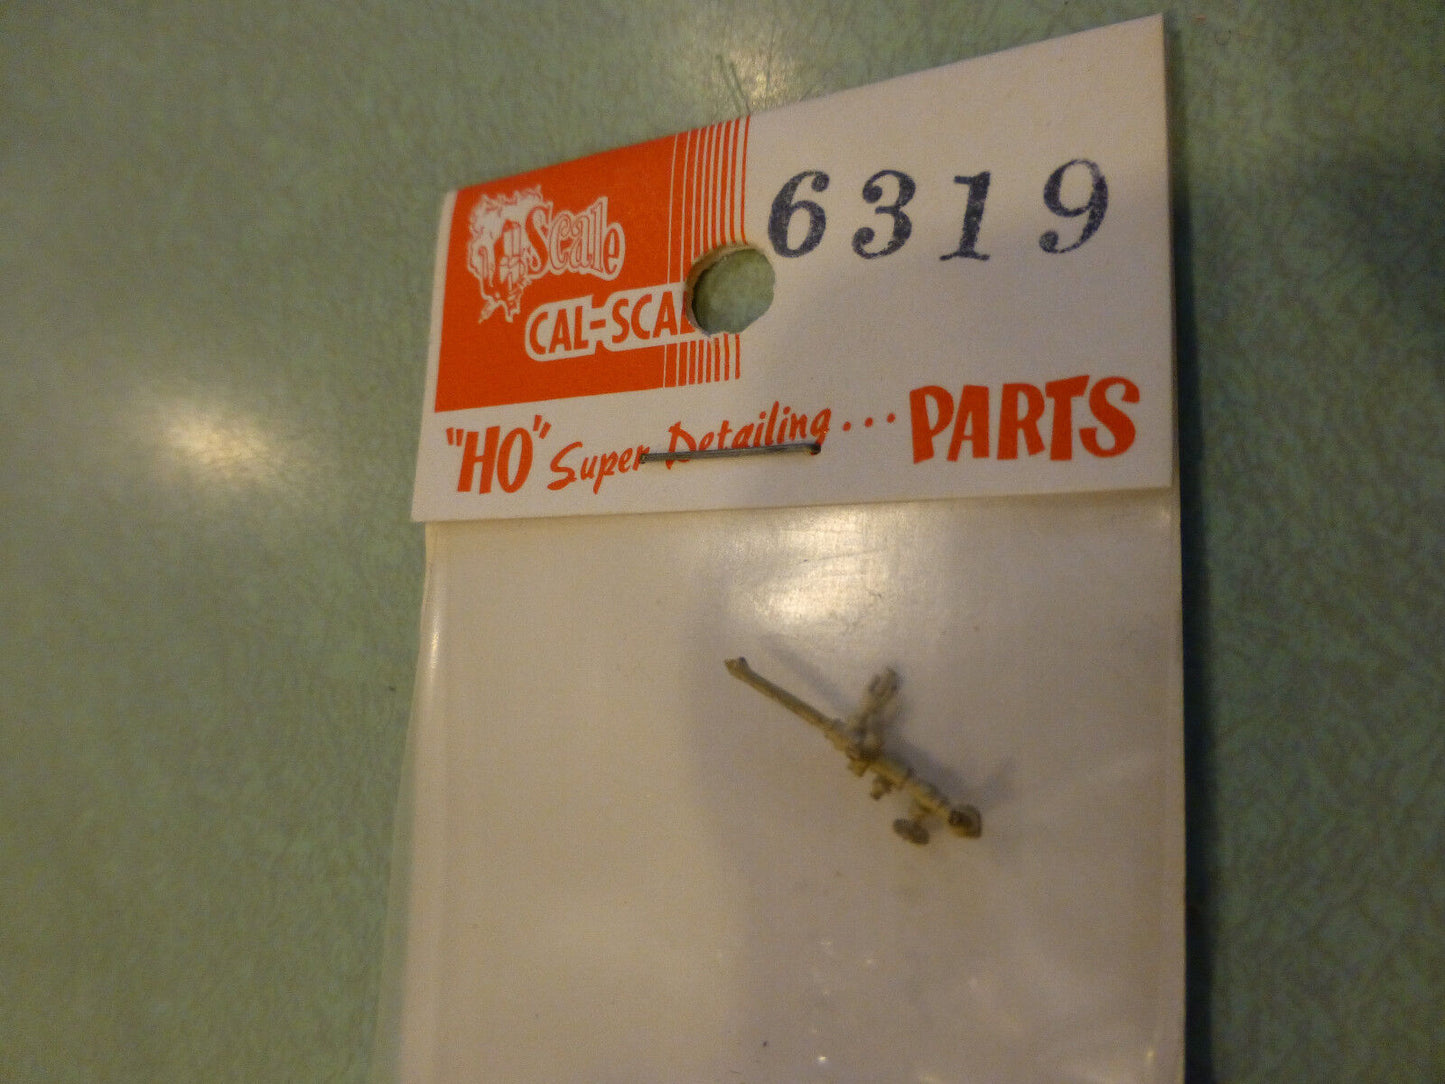 Scale
6319
CAL-SCAL
"HO" Super Detailing... PARTS